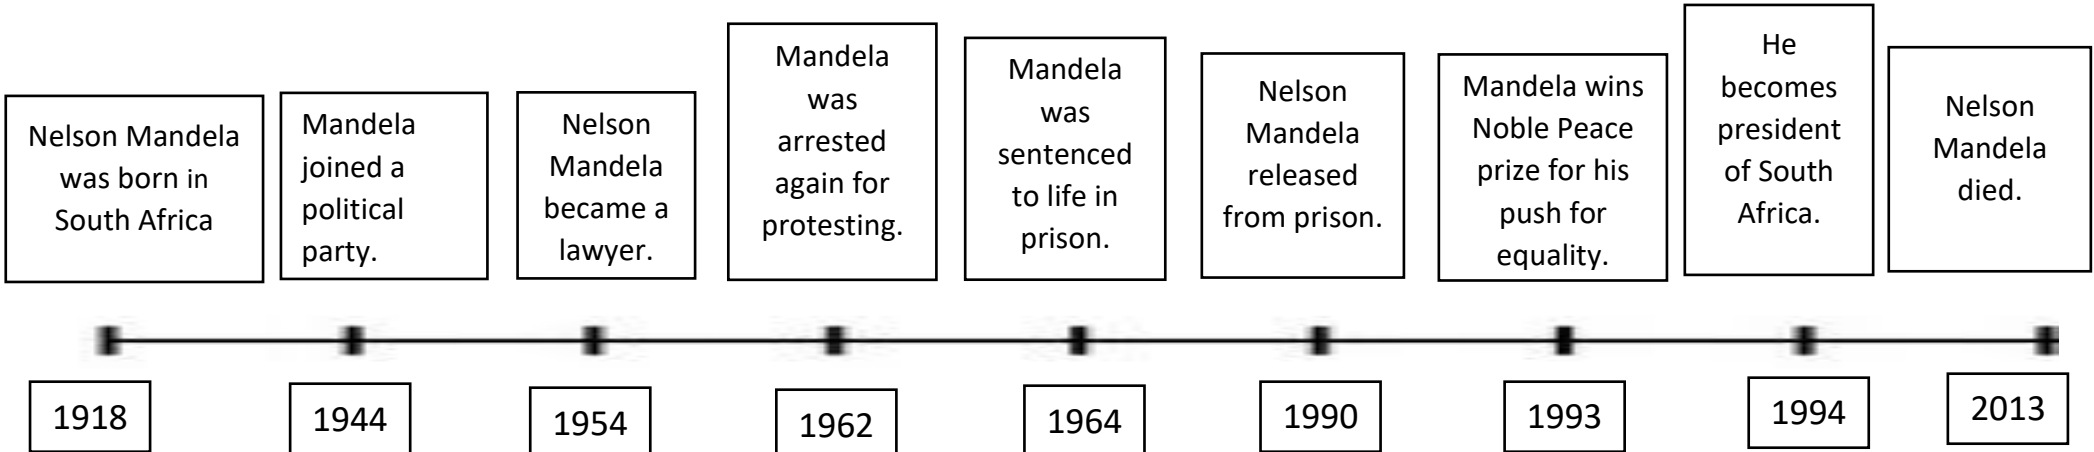 Nelson Mandela
was born in
South Africa
Mandela
joined a
political
party.
Nelson
Mandela
became a
lawyer.
Mandela
was
arrested
again for
protesting.
Mandela
was
sentenced
to life in
prison.
Nelson
Mandela
released
from prison.
Mandela wins
Noble Peace
prize for his
push for
equality.
He
becomes
president
of South
Africa.
Nelson
Mandela
died.
1918
1944
1954
1962
1964
1990
1993
1994
2013